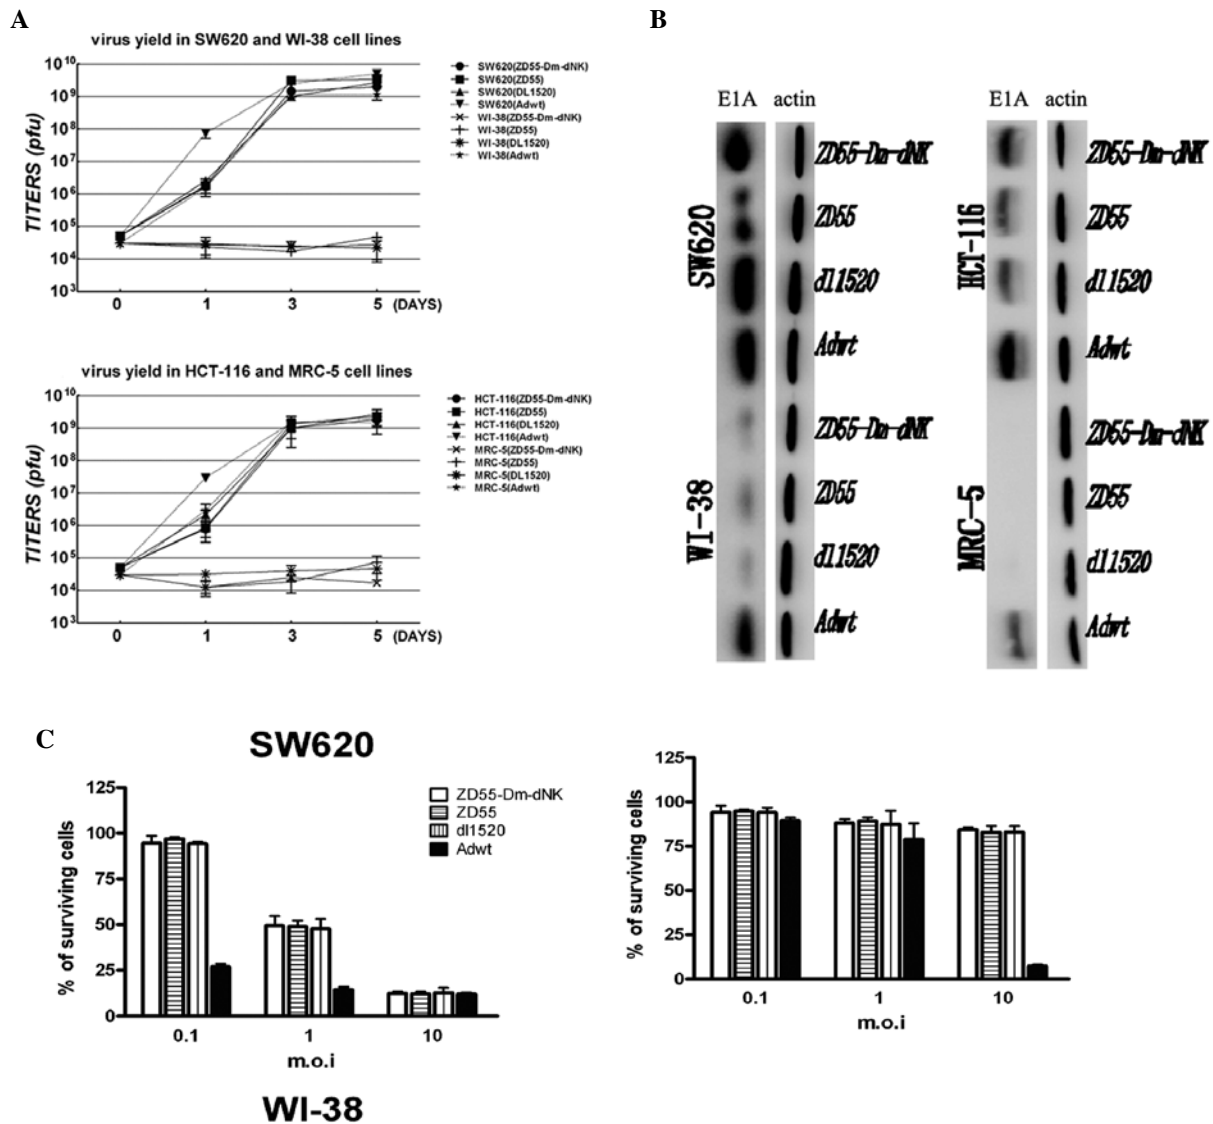 A
virus yield in SW620 and WI-38 cell lines
TITERS (pfu)
10^10
10^9
10^8
10^7
10^6
10^5
10^4
10^3
0 1 3 5 (DAYS)
SW620(ZD55-Dm-dNK)
SW620(ZD55)
SW620(DL1520)
SW620(Adwt)
WI-38(ZD55-Dm-dNK)
WI-38(ZD55)
WI-38(DL1520)
WI-38(Adwt)
virus yield in HCT-116 and MRC-5 cell lines
TITERS (pfu)
10^10
10^9
10^8
10^7
10^6
10^5
10^4
10^3
0 1 3 5 (DAYS)
HCT-116(ZD55-Dm-dNK)
HCT-116(ZD55)
HCT-116(DL1520)
HCT-116(Adwt)
MRC-5(ZD55-Dm-dNK)
MRC-5(ZD55)
MRC-5(DL1520)
MRC-5(Adwt)
B
E1A actin
SW620
ZD55-Dm-dNK
ZD55
dl1520
Adwt
WI-38
ZD55-Dm-dNK
ZD55
dl1520
Adwt
E1A actin
HCT-116
ZD55-Dm-dNK
ZD55
dl1520
Adwt
MRC-5
ZD55-Dm-dNK
ZD55
dl1520
Adwt
C
SW620
% of surviving cells
125
100
75
50
25
0
0.1 1 10
m.o.i
ZD55-Dm-dNK
ZD55
dl1520
Adwt
% of surviving cells
125
100
75
50
25
0
0.1 1 10
m.o.i
WI-38